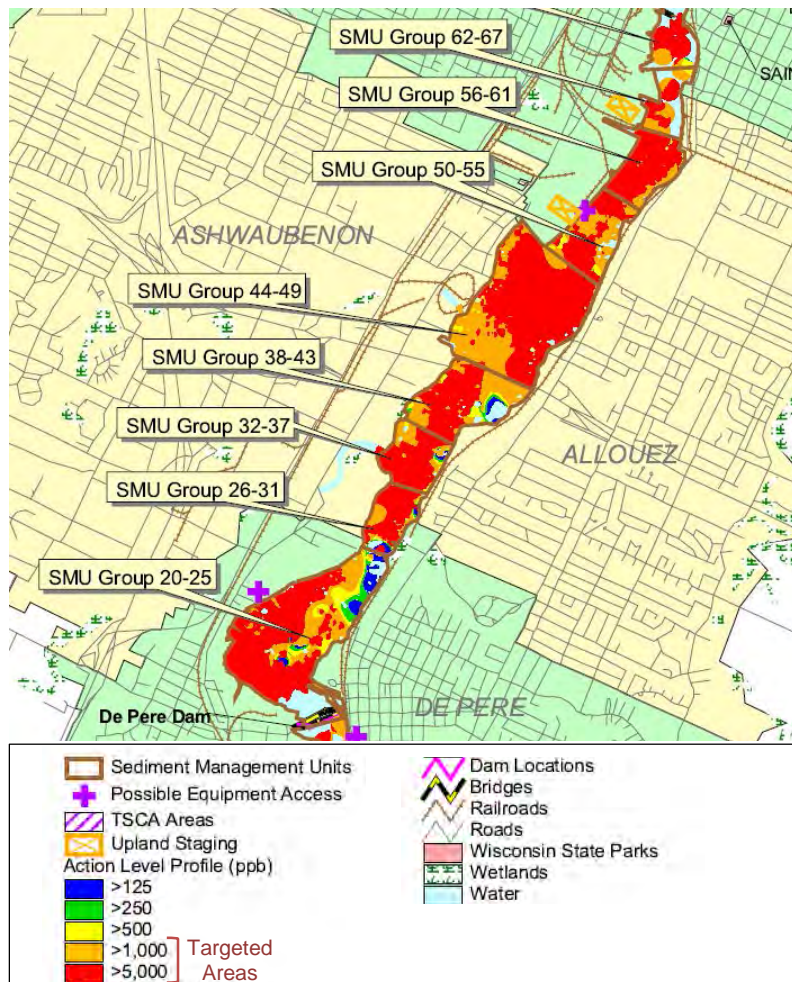 SMU Group 62-67
SMU Group 56-61
SMU Group 50-55
ASHWAUBENON
SMU Group 44-49
SMU Group 38-43
SMU Group 32-37
ALLOUEZ
SMU Group 26-31
SMU Group 20-25
DE PERE
De Pere Dam
Sediment Management Units
Possible Equipment Access
TSCA Areas
Upland Staging
Action Level Profile (ppb)
>125
>250
>500
>1,000
>5,000
Targeted
Areas
Dam Locations
Bridges
Railroads
Roads
Wisconsin State Parks
Wetlands
Water